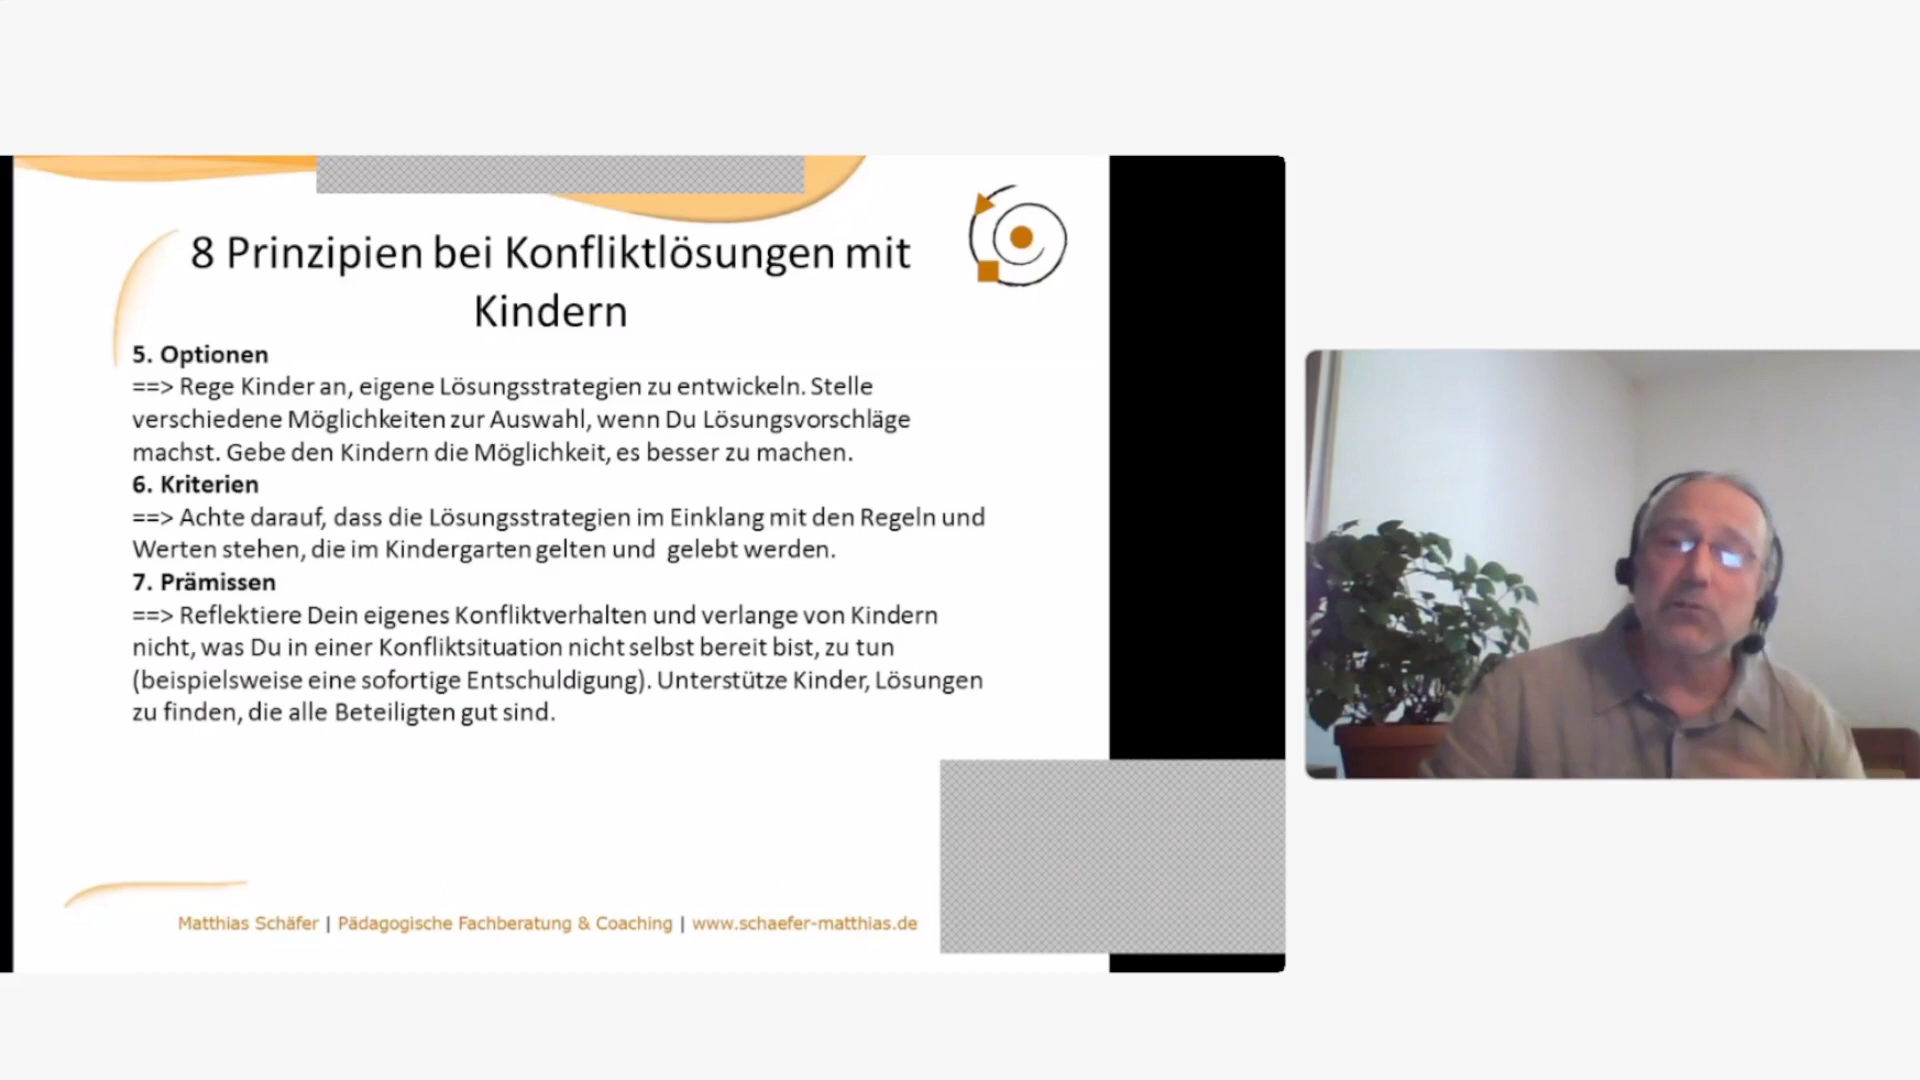 8 Prinzipien bei Konfliktlösungen mit
Kindern
5. Optionen
==> Rege Kinder an, eigene Lösungsstrategien zu entwickeln. Stelle
verschiedene Möglichkeiten zur Auswahl, wenn Du Lösungsvorschläge
machst. Gebe den Kindern die Möglichkeit, es besser zu machen.
6. Kriterien
==> Achte darauf, dass die Lösungsstrategien im Einklang mit den Regeln und
Werten stehen, die im Kindergarten gelten und gelebt werden.
7. Prämissen
==> Reflektiere Dein eigenes Konfliktverhalten und verlange von Kindern
nicht, was Du in einer Konfliktsituation nicht selbst bereit bist, zu tun
(beispielsweise eine sofortige Entschuldigung). Unterstütze Kinder, Lösungen
zu finden, die alle Beteiligten gut sind.
Matthias Schäfer | Pädagogische Fachberatung & Coaching | www.schaefer-matthias.de